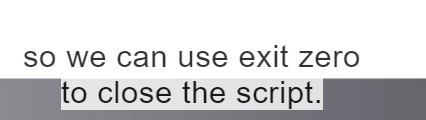 so we can use exit zero
to close the script.